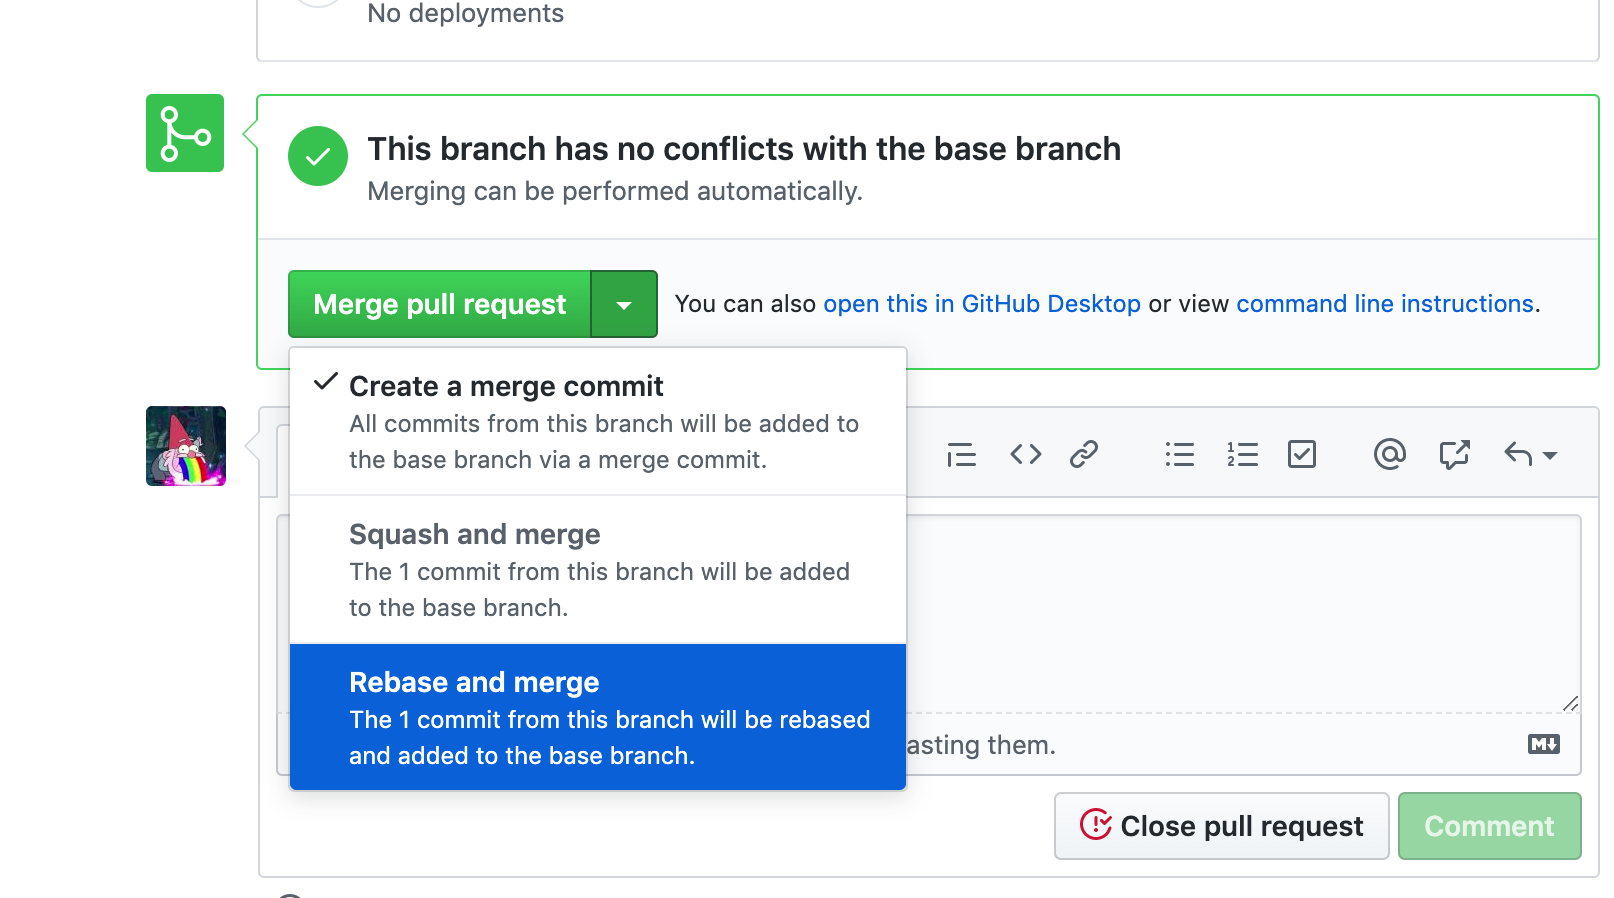 No deployments
This branch has no conflicts with the base branch
Merging can be performed automatically.
Merge pull request
You can also open this in GitHub Desktop or view command line instructions.
Create a merge commit
All commits from this branch will be added to
the base branch via a merge commit.
Squash and merge
The 1 commit from this branch will be added
to the base branch.
Rebase and merge
The 1 commit from this branch will be rebased
and added to the base branch.
asting them.
M
Close pull request
Comment